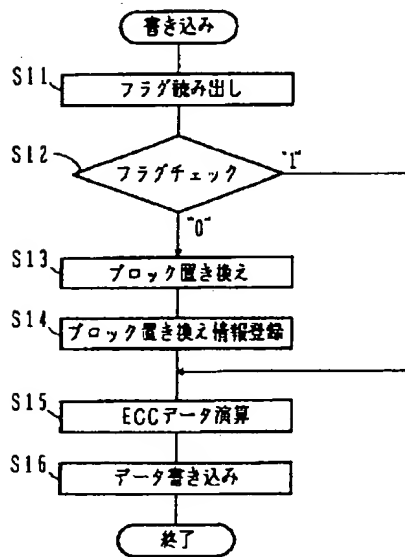 書き込み
S11
フラグ読み出し
S12
フラグチェック
"1"
"0"
S13
ブロック置き換え
S14
ブロック置き換え情報登録
S15
ECCデータ演算
S16
データ書き込み
終了